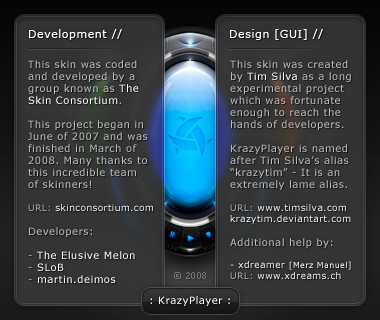 Development //
This skin was coded
and developed by a
group known as The
Skin Consortium.
This project began in
June of 2007 and was
finished in March of
2008. Many thanks to
this incredible team
of skinners!
URL: skinconsortium.com
Developers:
- The Elusive Melon
- SLoB
- martin.deimos
Design [GUI] //
This skin was created
by Tim Silva as a long
experimental project
which was fortunate
enough to reach the
hands of developers.
KrazyPlayer is named
after Tim Silva's alias
“krazytim” - It is an
extremely lame alias.
URL: www.timsilva.com
krazytim.deviantart.com
Additional help by:
- xdreamer [Merz Manuel]
URL: www.xdreams.ch
© 2008
: KrazyPlayer :